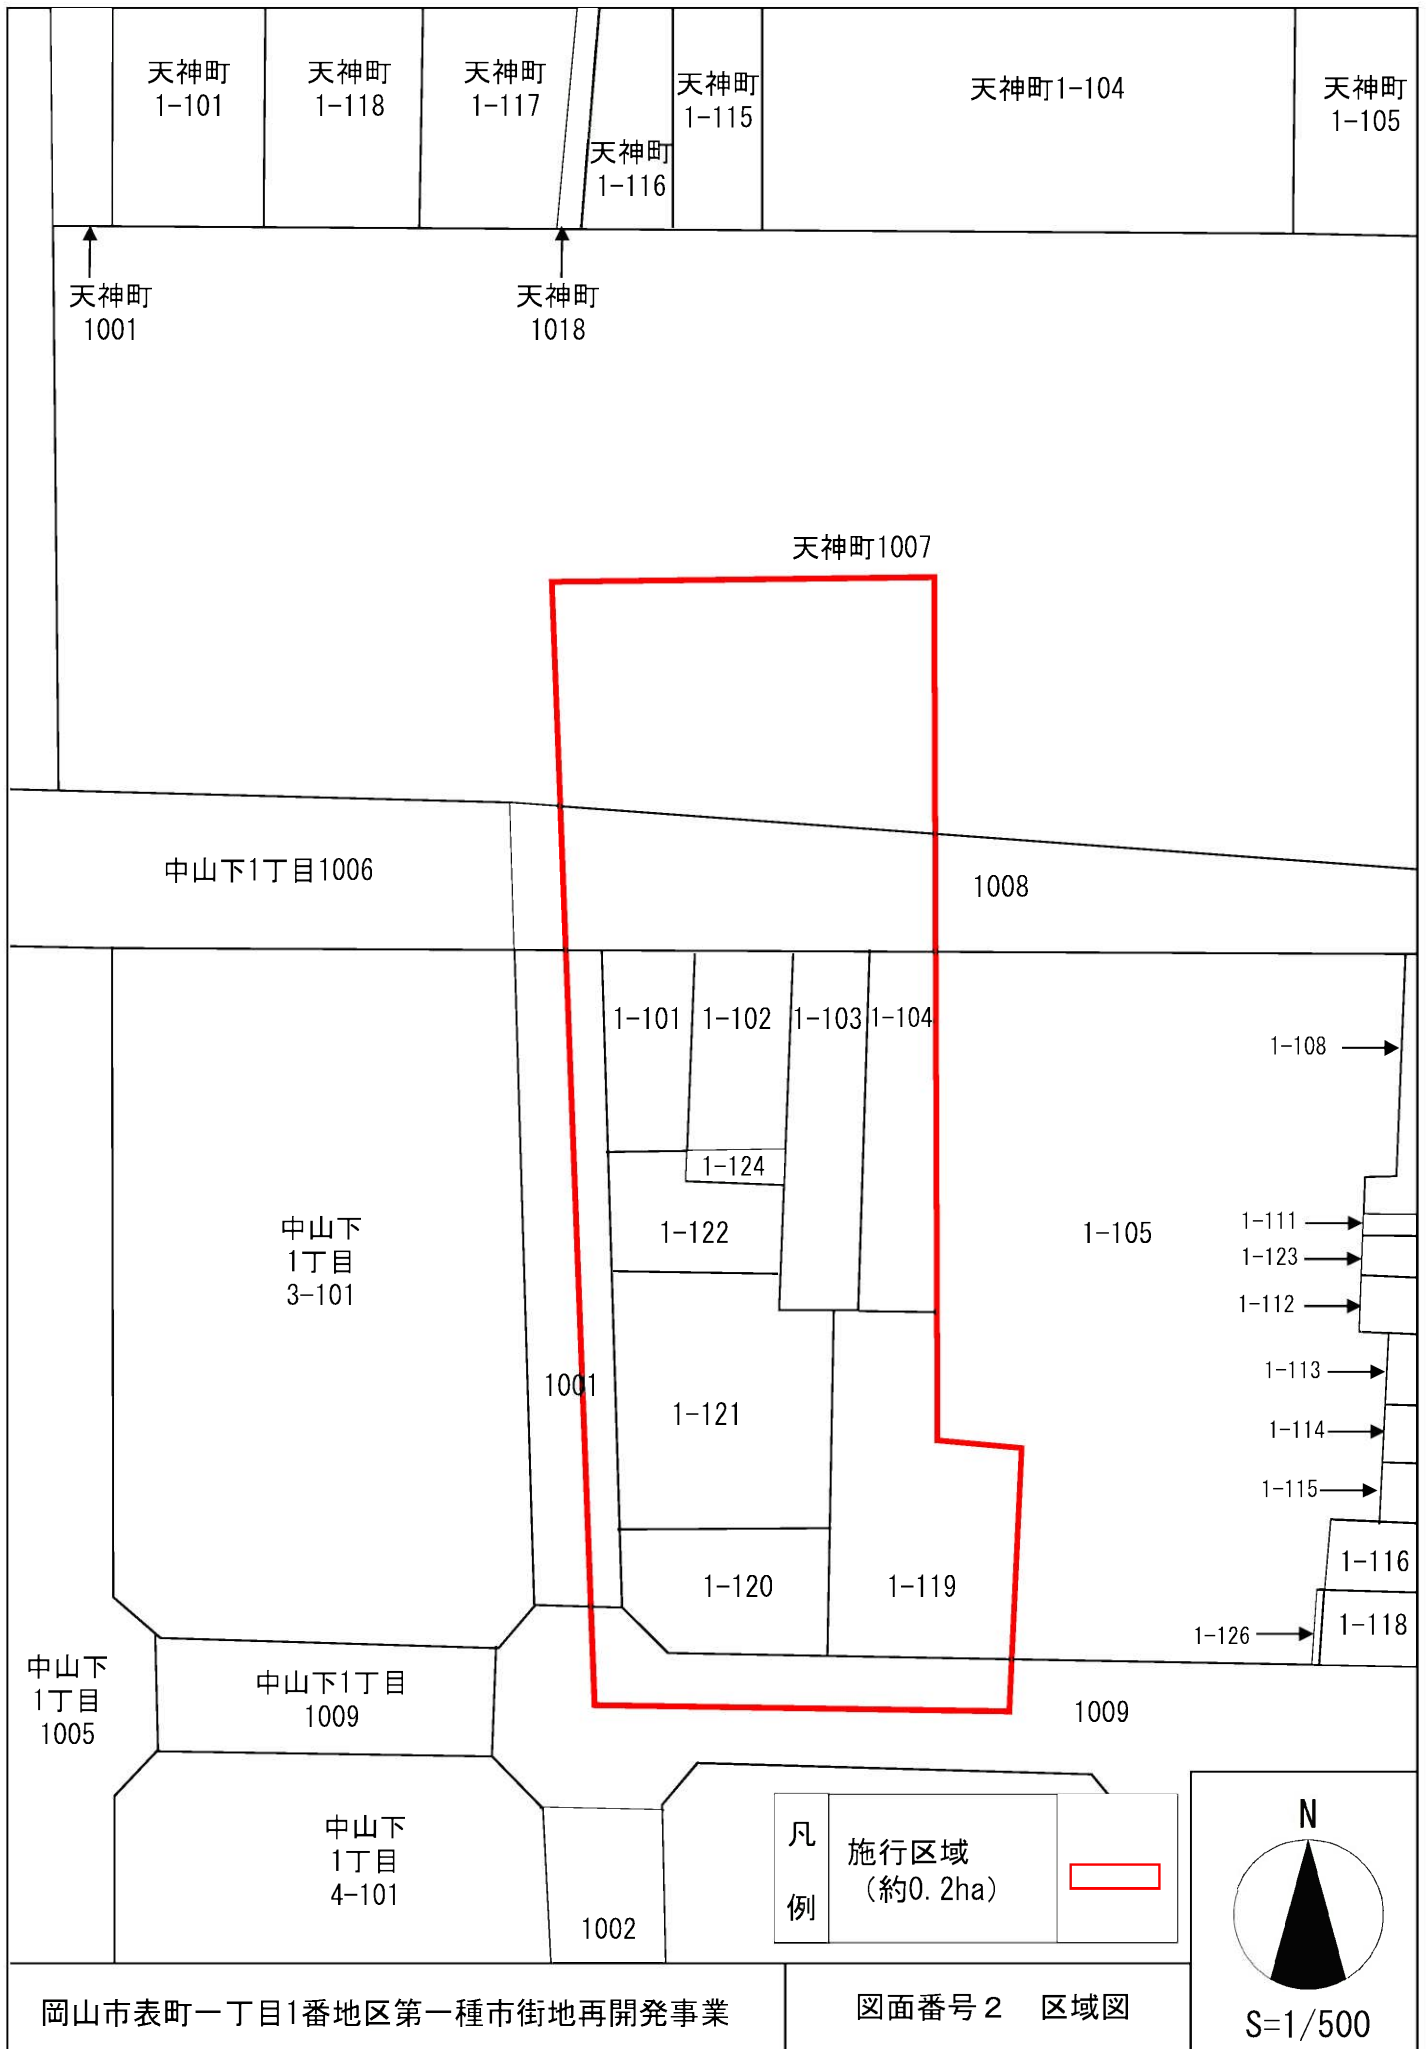 天神町
1-101
天神町
1-118
天神町
1-117
天神町
1-116
天神町
1-115
天神町1-104
天神町
1-105
天神町
1001
天神町
1018
天神町1007
中山下1丁目1006
1008
1-101
1-102
1-103
1-104
1-108
1-124
1-122
1-105
1-111
1-123
1-112
中山下
1丁目
3-101
1-113
1001
1-121
1-114
1-115
1-116
1-120
1-119
1-118
1-126
中山下
1丁目
1005
中山下1丁目
1009
1009
中山下
1丁目
4-101
1002
凡
例
施行区域
（約0.2ha）
N
S=1/500
岡山市表町一丁目1番地区第一種市街地再開発事業
図面番号２　区域図